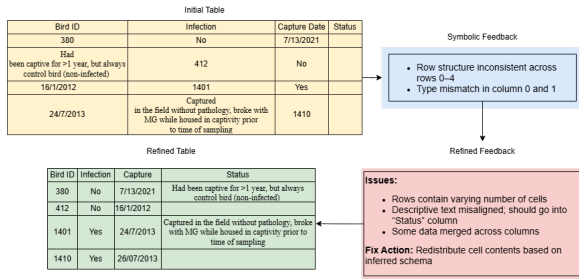 Initial Table
Bird ID Infection Capture Date Status
380 No 7/13/2021
Had
been captive for >1 year, but always
control bird (non-infected) 412 No
16/1/2012 1401 Yes
24/7/2013 Captured
in the field without pathology, broke with
MG while housed in captivity prior
to time of sampling 1410
Symbolic Feedback
Row structure inconsistent across
rows 0–4
Type mismatch in column 0 and 1
Refined Feedback
Issues:
Rows contain varying number of cells
Descriptive text misaligned; should go into
"Status" column
Some data merged across columns
Fix Action: Redistribute cell contents based on
inferred schema
Refined Table
Bird ID Infection Capture Status
380 No 7/13/2021 Had been captive for >1 year, but always
control bird (non-infected)
412 No 16/1/2012
1401 Yes 24/7/2013 Captured in the field without pathology, broke
with MG while housed in captivity prior to
time of sampling
1410 Yes 26/07/2013